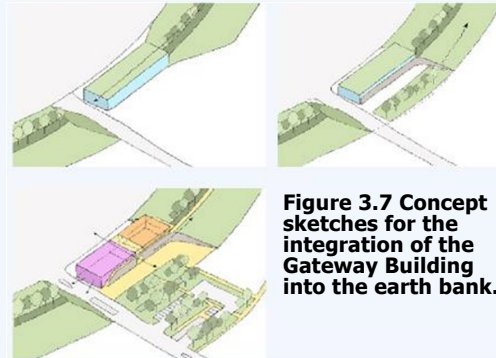 Figure 3.7 Concept
sketches for the
integration of the
Gateway Building
into the earth bank.